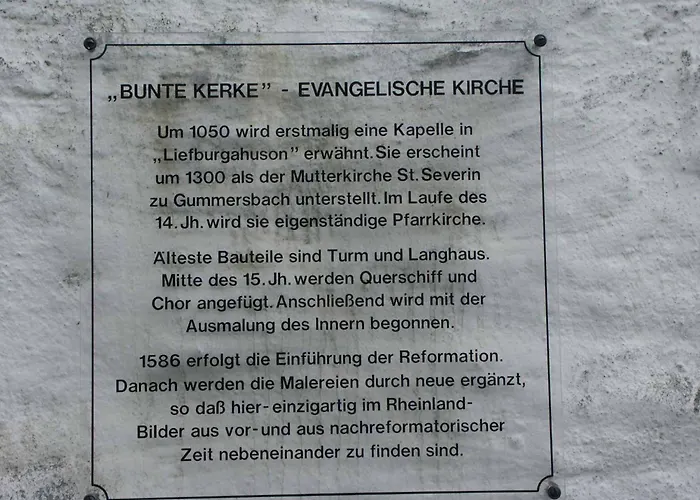 „BUNTE KERKE” - EVANGELISCHE KIRCHE
Um 1050 wird erstmalig eine Kapelle in
„Liefburgahuson” erwähnt. Sie erscheint
um 1300 als der Mutterkirche St. Severin
zu Gummersbach unterstellt. Im Laufe des
14. Jh. wird sie eigenständige Pfarrkirche.
Älteste Bauteile sind Turm und Langhaus.
Mitte des 15. Jh. werden Querschiff und
Chor angefügt. Anschließend wird mit der
Ausmalung des Innern begonnen.
1586 erfolgt die Einführung der Reformation.
Danach werden die Malereien durch neue ergänzt,
so daß hier- einzigartig im Rheinland-
Bilder aus vor- und aus nachreformatorischer
Zeit nebeneinander zu finden sind.